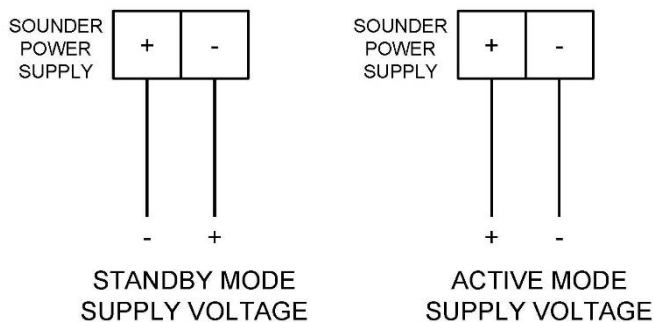 SOUNDER
POWER
SUPPLY
+ -
- +
STANDBY MODE
SUPPLY VOLTAGE
SOUNDER
POWER
SUPPLY
+ -
+ -
ACTIVE MODE
SUPPLY VOLTAGE